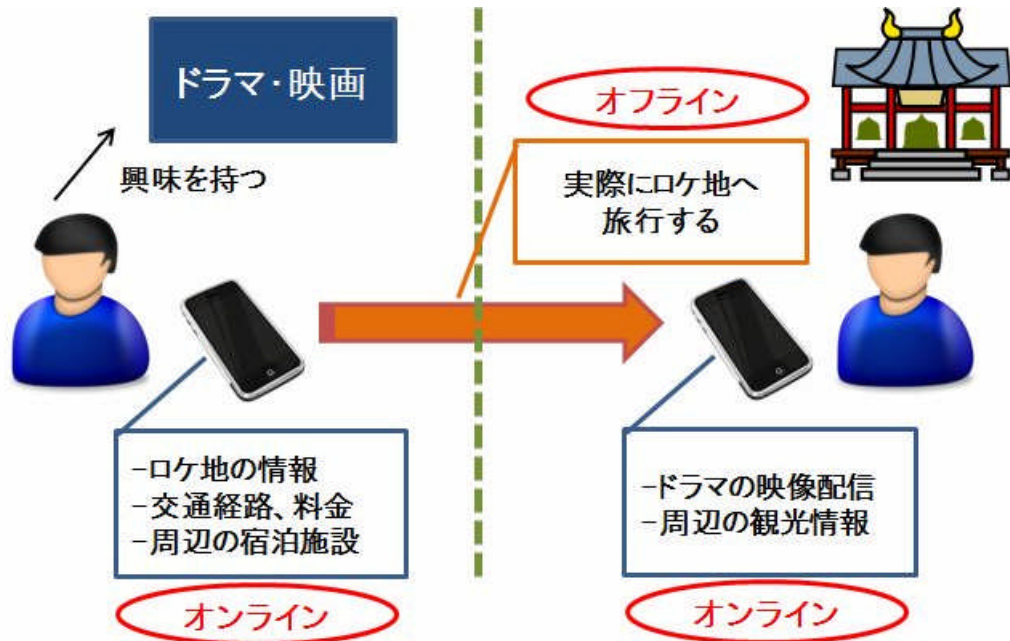 ドラマ・映画
オフライン
興味を持つ
実際にロケ地へ
旅行する
-ロケ地の情報
-交通経路、料金
-周辺の宿泊施設
オンライン
-ドラマの映像配信
-周辺の観光情報
オンライン